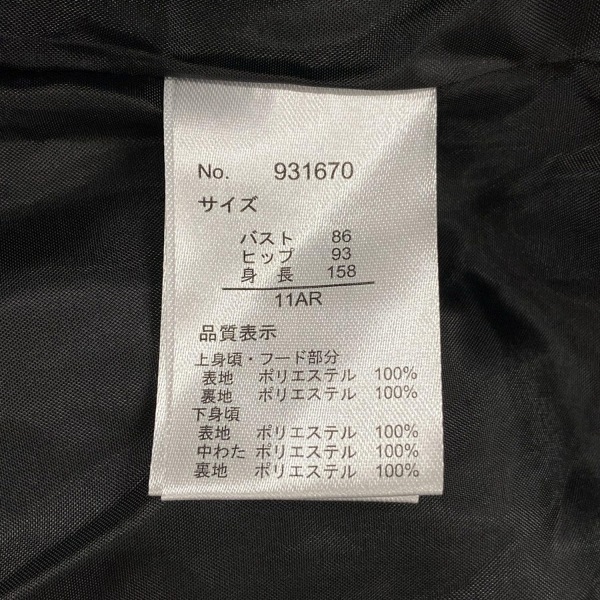 No. 931670
サイズ
バスト 86
ヒップ 93
身 長 158
11AR
品質表示
上身頃・フード部分
表地 ポリエステル 100%
裏地 ポリエステル 100%
下身頃
表地 ポリエステル 100%
中わた ポリエステル 100%
裏地 ポリエステル 100%